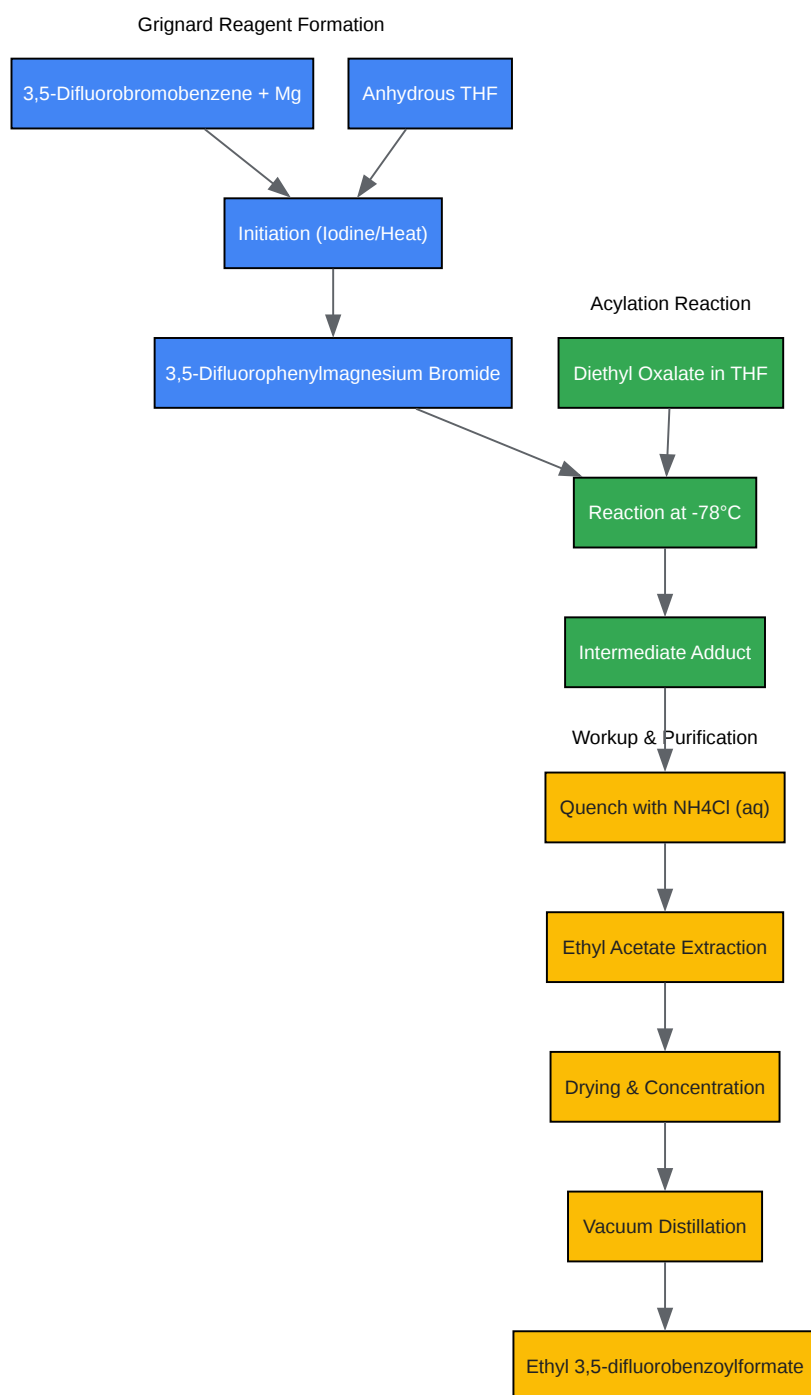 Grignard Reagent Formation
3,5-Difluorobromobenzene + Mg
Anhydrous THF
Initiation (Iodine/Heat)
Acylation Reaction
3,5-Difluorophenylmagnesium Bromide
Diethyl Oxalate in THF
Reaction at -78°C
Intermediate Adduct
Workup & Purification
Quench with NH4Cl (aq)
Ethyl Acetate Extraction
Drying & Concentration
Vacuum Distillation
Ethyl 3,5-difluorobenzoylformate